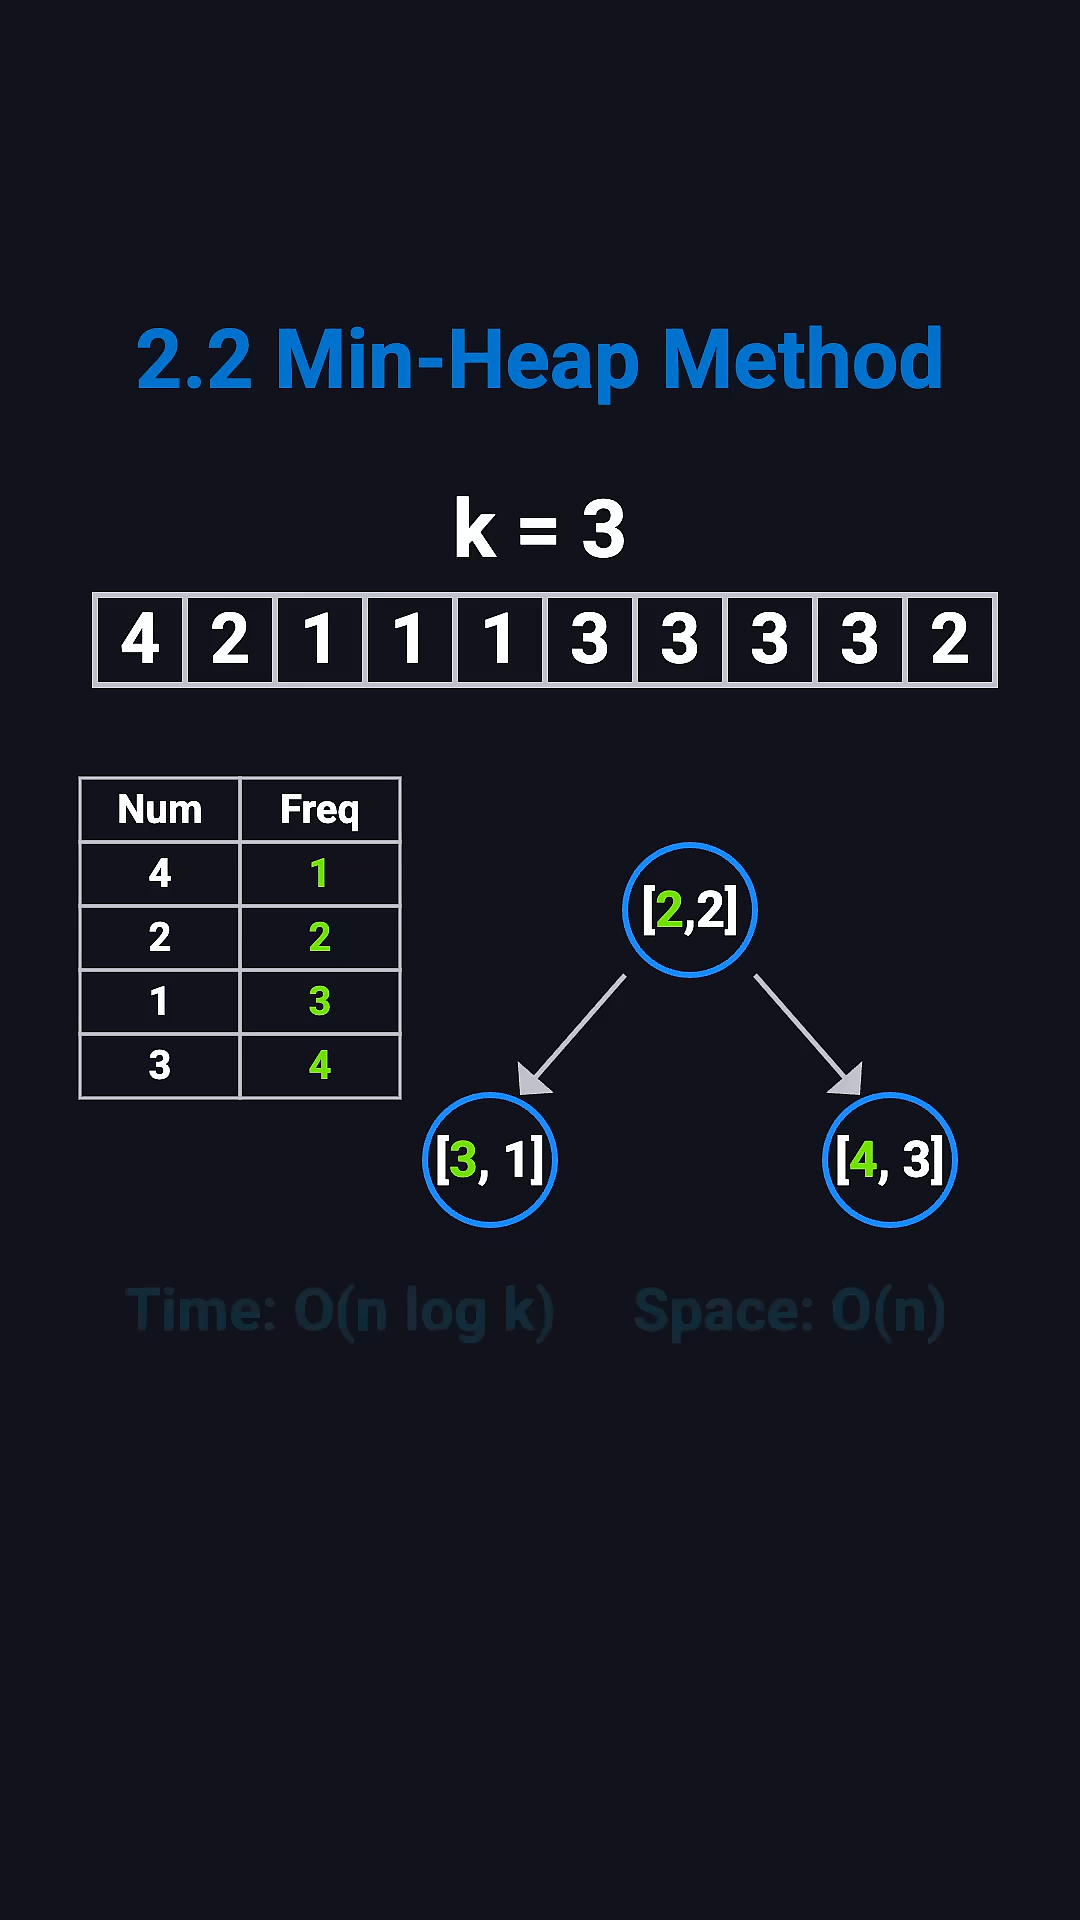 2.2 Min-Heap Method
k = 3
4 2 1 1 1 3 3 3 3 2
Num Freq
4 1
2 2
1 3
3 4
[2,2]
[3, 1] [4, 3]
Time: O(n log k) Space: O(n)